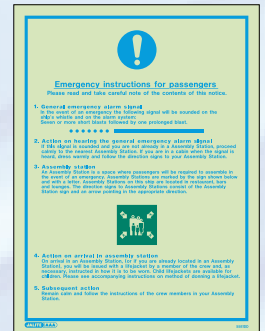 Emergency instructions for passengers
Please read and take careful note of the contents of this notice.
1. General emergency alarm signal
In the event of an emergency the following signal will be sounded on the
ship's whistle and on the alarm system:
Seven or more short blasts followed by one prolonged blast.
2. Action on hearing the general emergency alarm signal
If this signal is sounded and you are not already in a Assembly Station, proceed
calmly to the nearest Assembly Station. If you are in a cabin when the signal is
heard, dress warmly and follow the direction signs to your Assembly Station.
3. Assembly station
An Assembly Station is a space where passengers will be required to assemble in
the event of an emergency. Assembly Stations are marked by the sign shown below
and with a letter. Assembly Stations on this ship are located in restaurant, bars
and lounges. The direction signs to Assembly Stations consist of the Assembly
Station sign and an arrow pointing in the appropriate direction.
4. Action on arrival in assembly station
On arrival in an Assembly Station, (or if you are already located in an Assembly
Station), you will be issued with a lifejacket by a member of the crew and, as
necessary, instructed in how it is to be worn. Child lifejackets are available for
children. Please see accompanying instructions on method of donning a lifejacket.
5. Subsequent action
Remain calm and follow the instructions of the crew members in your Assembly
Station.
JALITE AAA